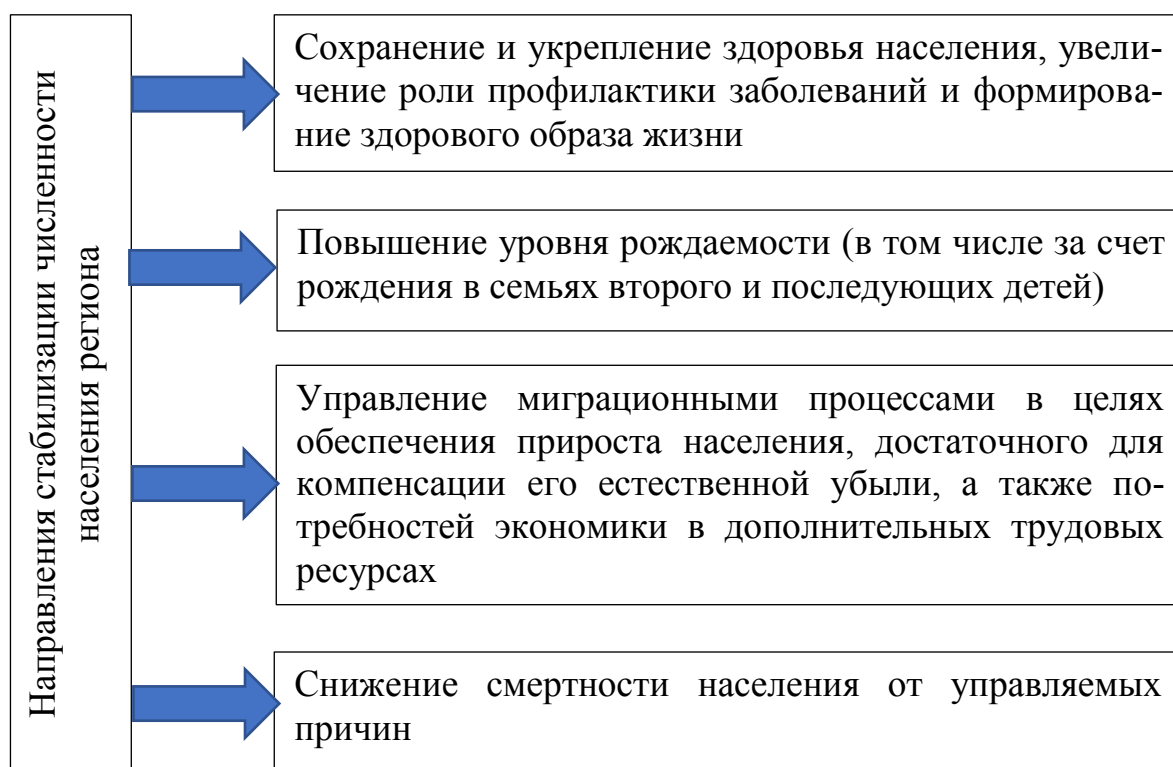 Направления стабилизации численности
населения региона
Сохранение и укрепление здоровья населения, увели-
чение роли профилактики заболеваний и формирова-
ние здорового образа жизни
Повышение уровня рождаемости (в том числе за счет
рождения в семьях второго и последующих детей)
Управление миграционными процессами в целях
обеспечения прироста населения, достаточного для
компенсации его естественной убыли, а также по-
требностей экономики в дополнительных трудовых
ресурсах
Снижение смертности населения от управляемых
причин